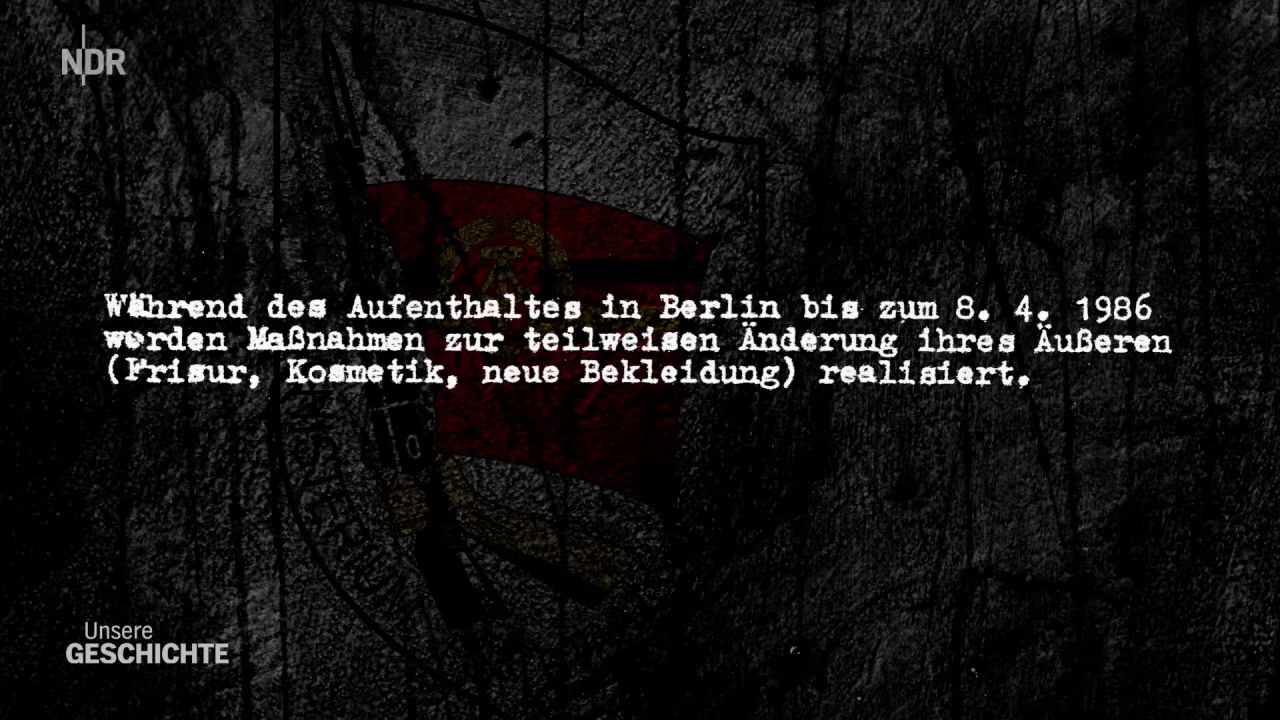 NDR
Während des Aufenthaltes in Berlin bis zum 8. 4. 1986
werden Maßnahmen zur teilweisen Änderung ihres Äußeren
(Frisur, Kosmetik, neue Bekleidung) realisiert.
Unsere
GESCHICHTE